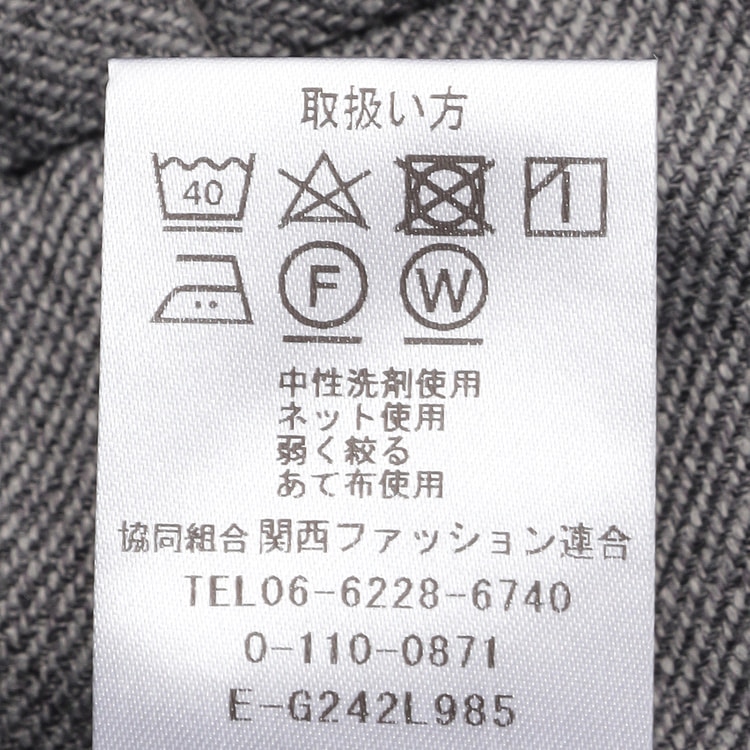 取扱い方
40
F W
中性洗剤使用
ネット使用
弱く絞る
あて布使用
協同組合 関西ファッション連合
TEL06-6228-6740
0-110-0871
E-G242L985